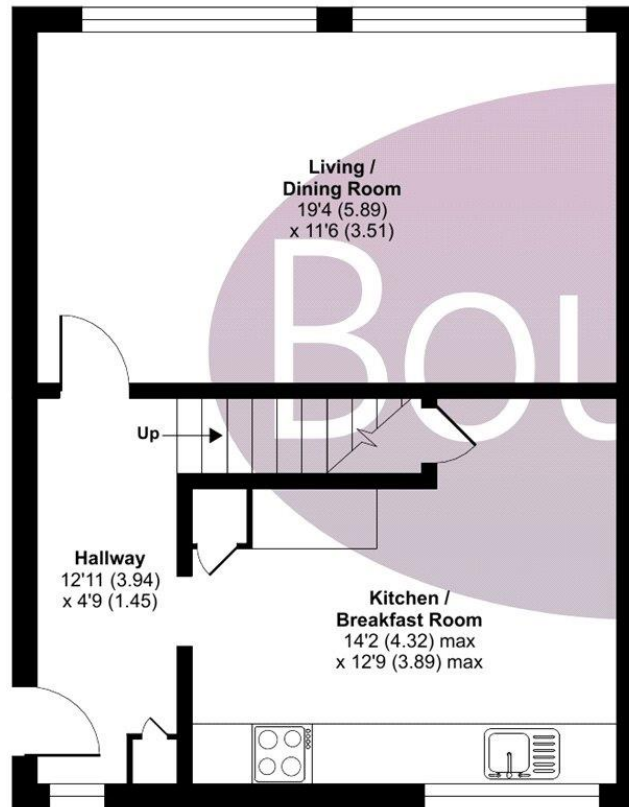 Living /
Dining Room
19'4 (5.89)
x 11'6 (3.51)
Bou
Up
Hallway
12'11 (3.94)
x 4'9 (1.45)
Kitchen /
Breakfast Room
14'2 (4.32) max
x 12'9 (3.89) max